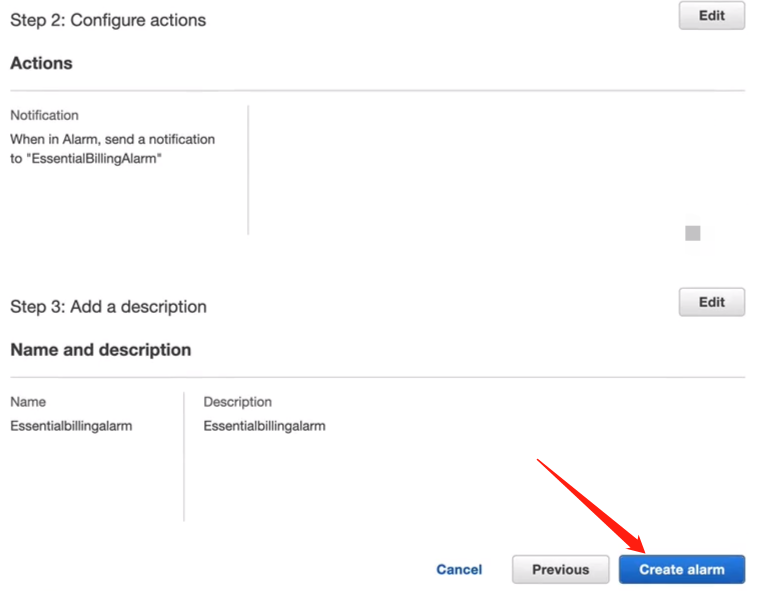 Step 2: Configure actions
Edit
Actions
Notification
When in Alarm, send a notification
to "EssentialBillingAlarm"
Step 3: Add a description
Edit
Name and description
Name
Essentialbillingalarm
Description
Essentialbillingalarm
Cancel
Previous
Create alarm